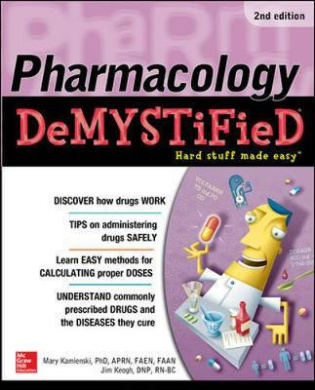 PHaRM
2nd edition
Pharmacology
DeMYSTiFieD®
Hard stuff made easy™
DISCOVER how drugs WORK
TIPS on administering
drugs SAFELY
Learn EASY methods for
CALCULATING proper DOSES
UNDERSTAND commonly
prescribed DRUGS and
the DISEASES they cure
Mc
Graw
Hill
Education
Mary Kamienski, PhD, APRN, FAEN, FAAN
Jim Keogh, DNP, RN-BC